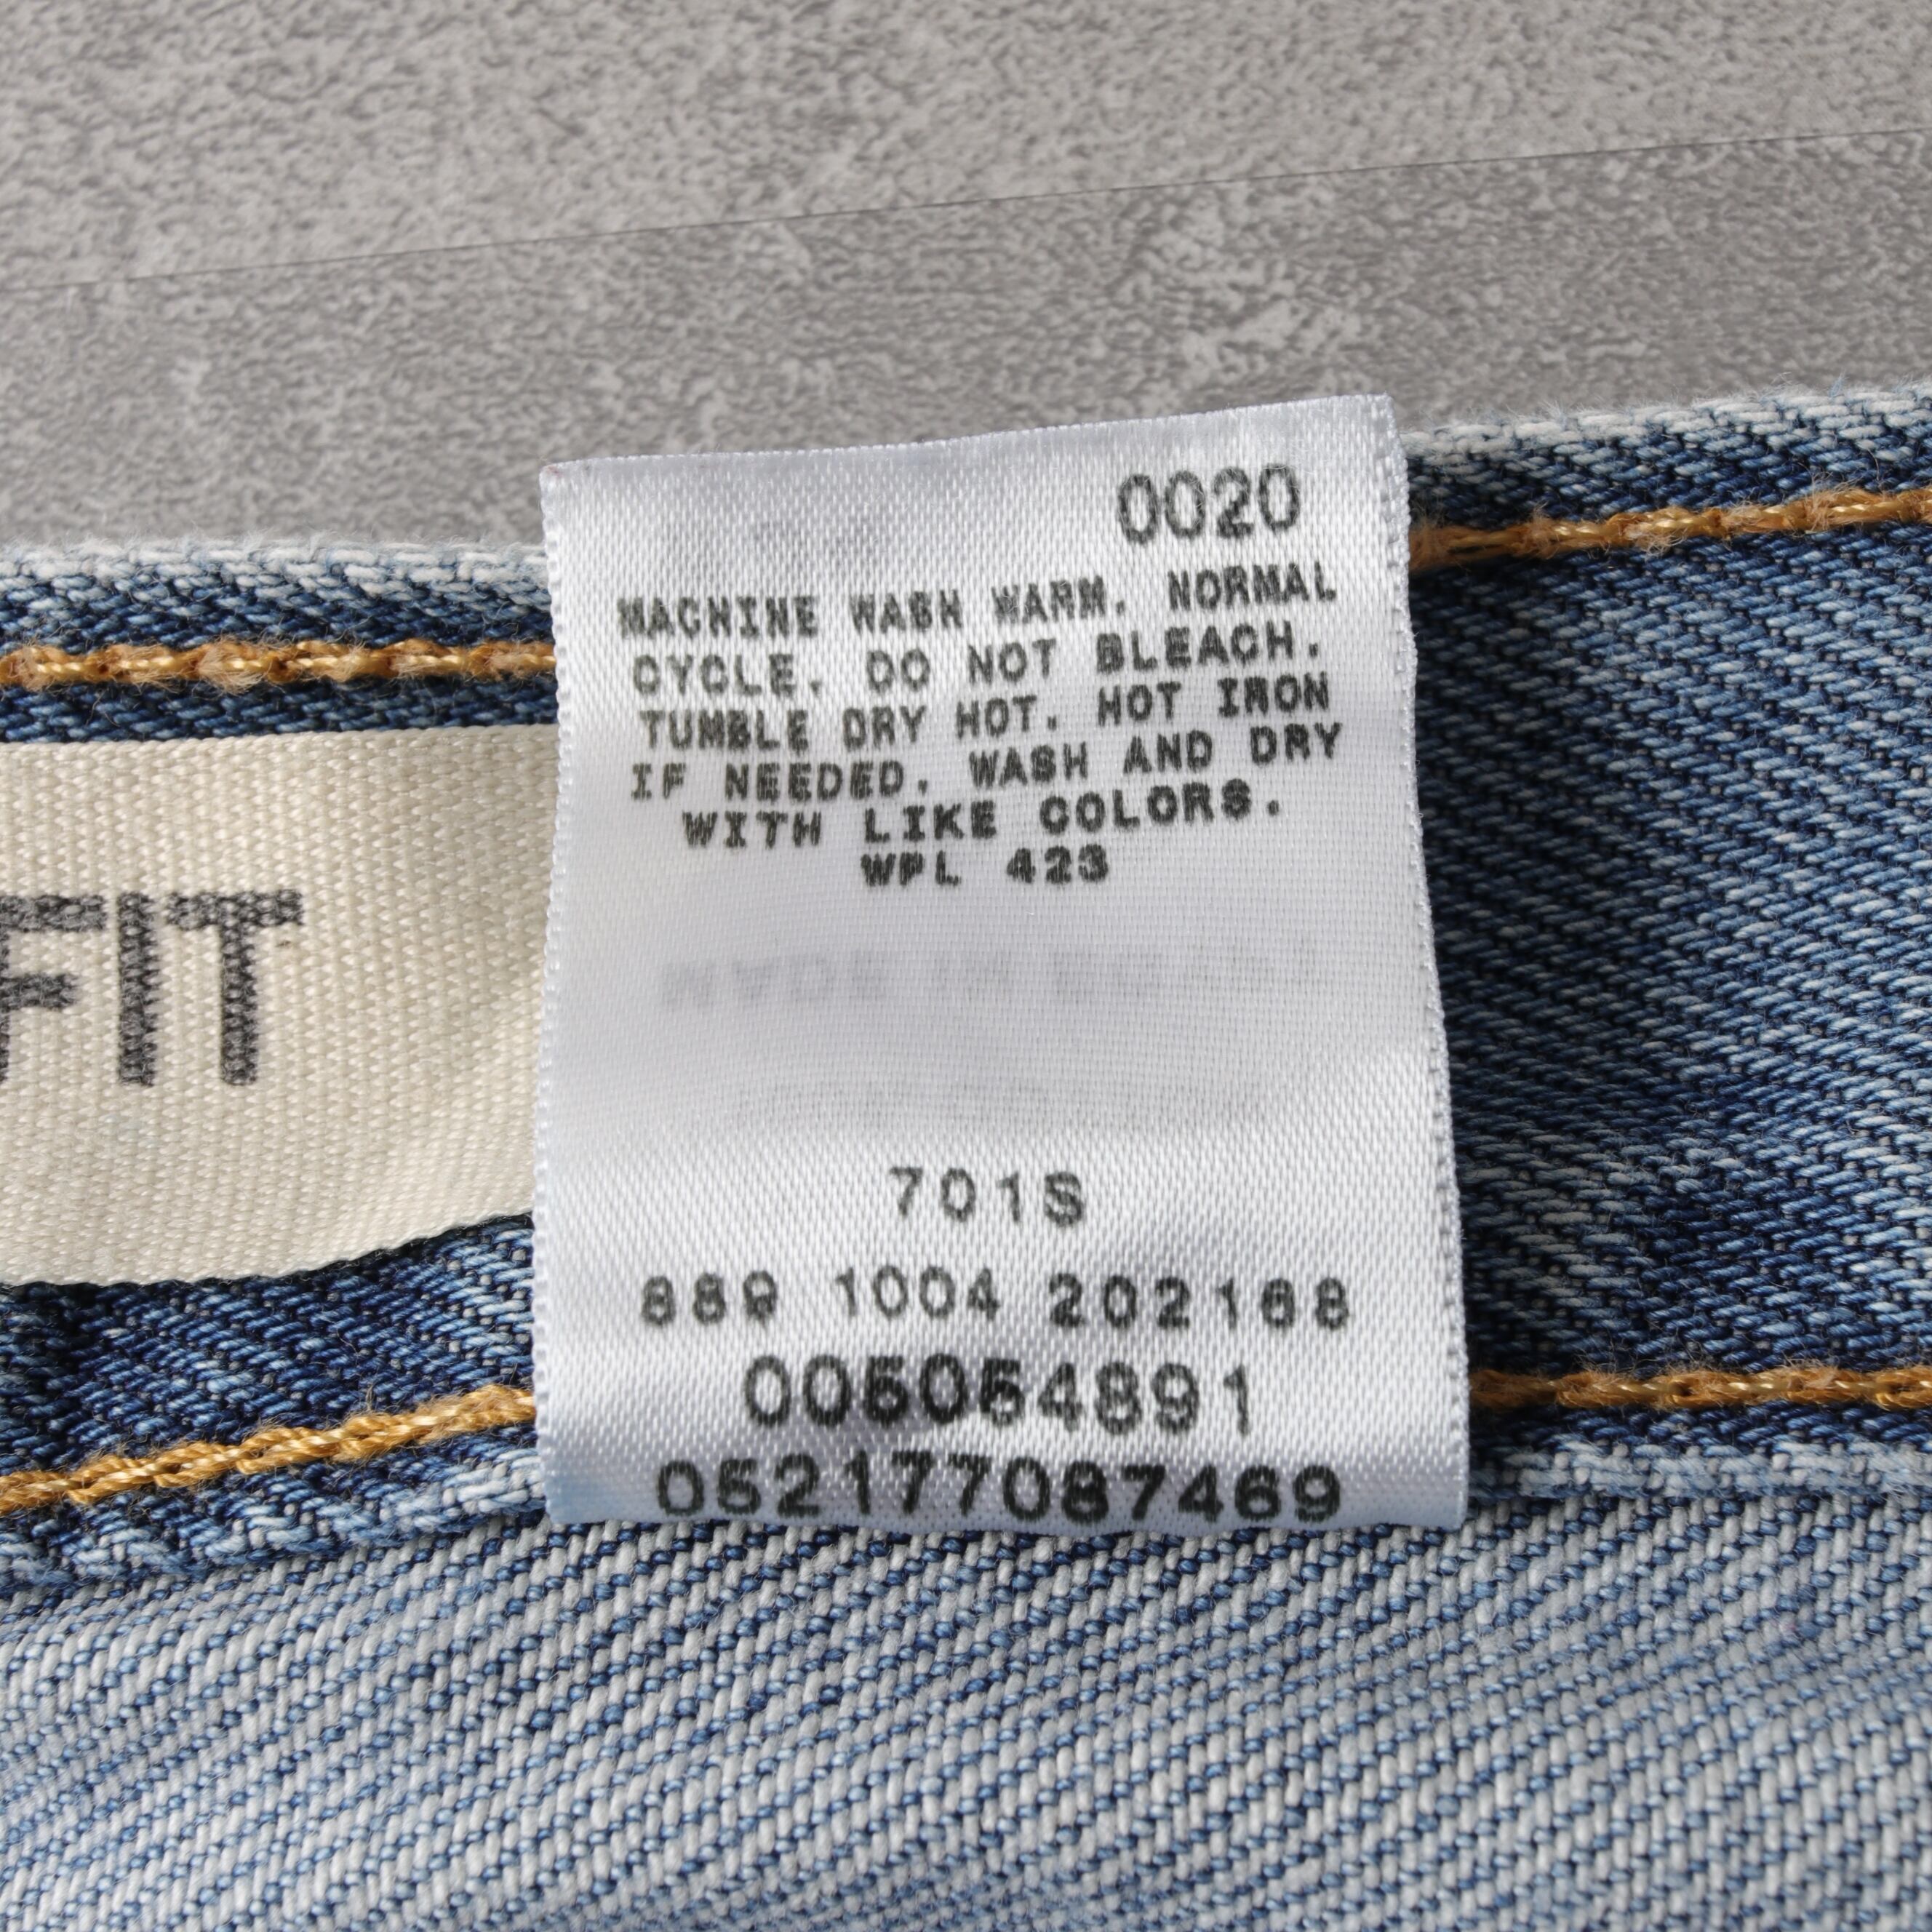 0020
MACHINE WASH WARM. NORMAL
CYCLE. DO NOT BLEACH.
TUMBLE DRY HOT. HOT IRON
IF NEEDED. WASH AND DRY
WITH LIKE COLORS.
WPL 423
FIT
701S
889 1004 202168
005054891
052177087469